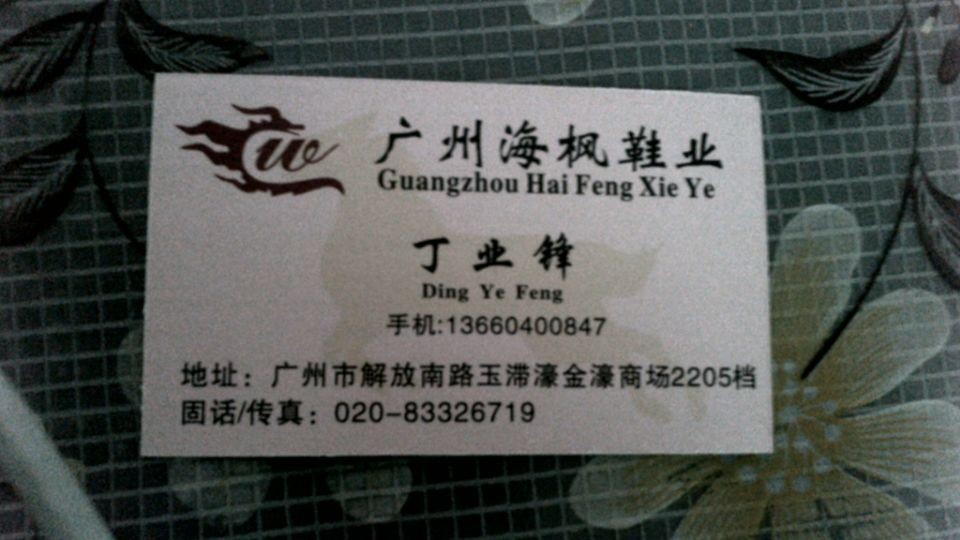 广州海枫鞋业
Guangzhou Hai Feng Xie Ye
丁业锋
Ding Ye Feng
手机:13660400847
地址：广州市解放南路玉滞濠金濠商场2205档
固话/传真：020-83326719